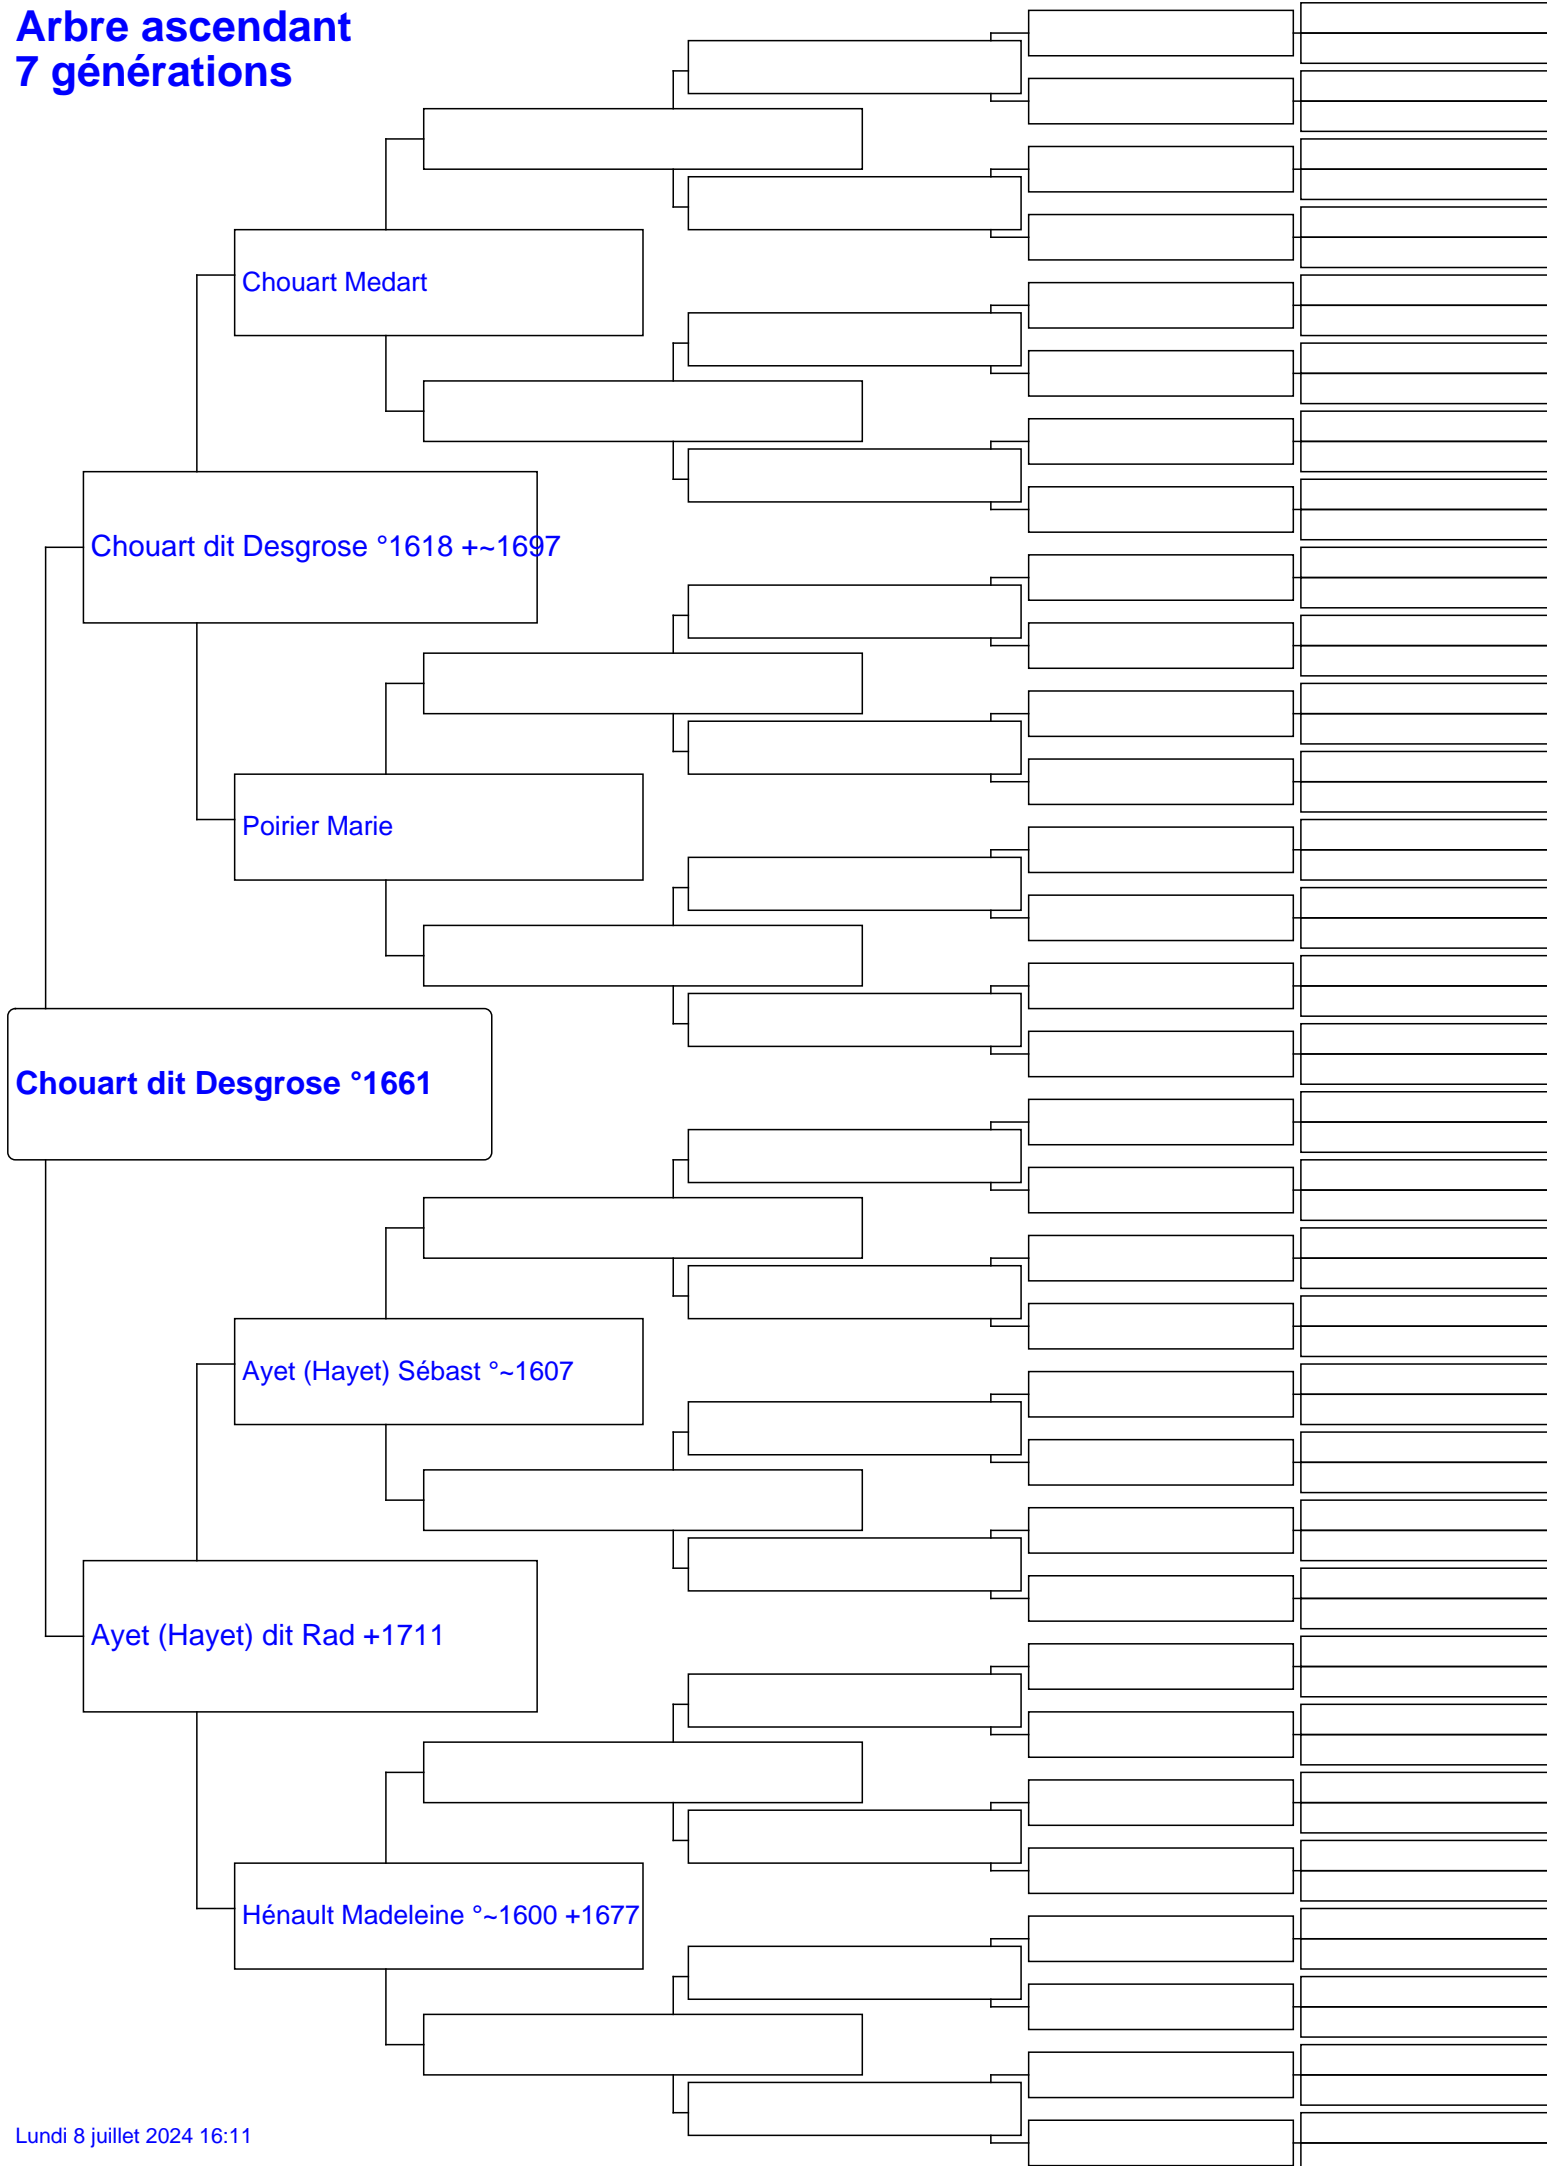 Arbre ascendant
7 générations
Chouart Medart
Chouart dit Desgrose °1618 +~1697
Poirier Marie
Chouart dit Desgrose °1661
Ayet (Hayet) Sébast °~1607
Ayet (Hayet) dit Rad +1711
Hénault Madeleine °~1600 +1677
Lundi 8 juillet 2024 16:11